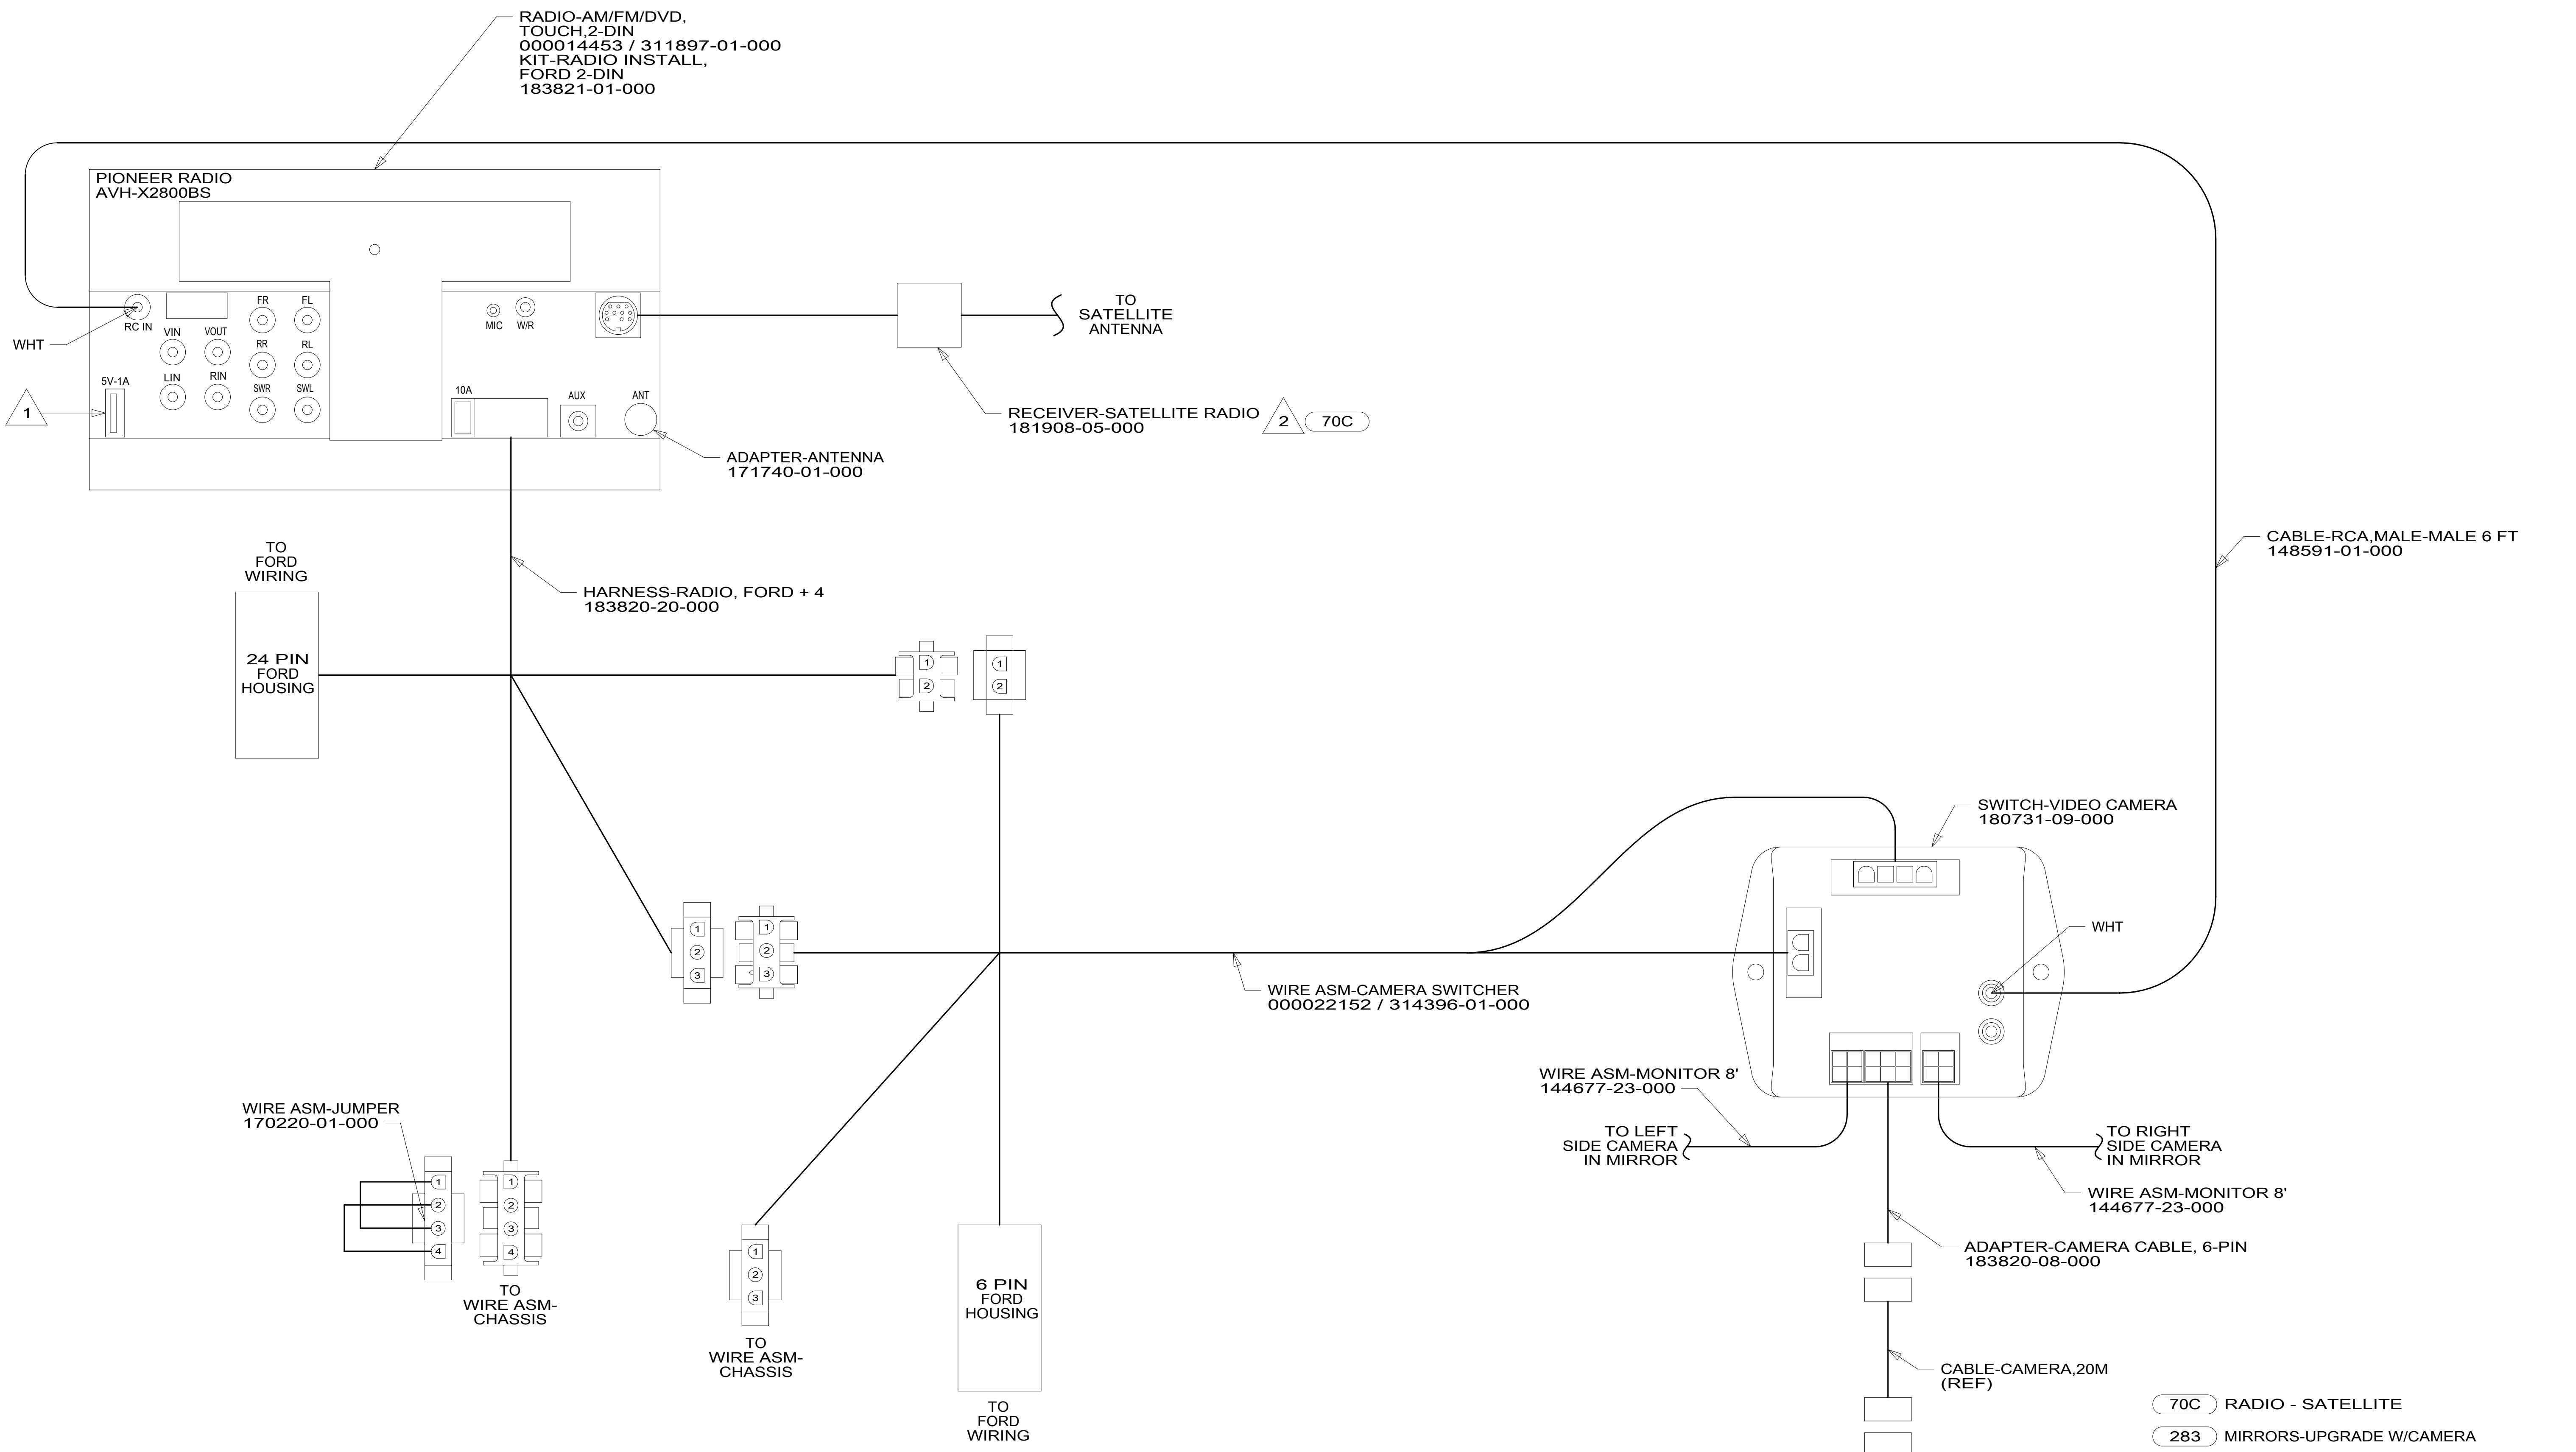 RADIO-AM/FM/DVD,
TOUCH,2-DIN
000014453 / 311897-01-000
KIT-RADIO INSTALL,
FORD 2-DIN
183821-01-000
PIONEER RADIO
AVH-X2800BS
RC IN
VIN
VOUT
FR
FL
RR
RL
LIN
RIN
SWR
SWL
5V-1A
WHT
1
MIC
W/R
10A
AUX
ANT
TO
SATELLITE
ANTENNA
RECEIVER-SATELLITE RADIO
181908-05-000
2
70C
ADAPTER-ANTENNA
171740-01-000
CABLE-RCA,MALE-MALE 6 FT
148591-01-000
TO
FORD
WIRING
24 PIN
FORD
HOUSING
HARNESS-RADIO, FORD + 4
183820-20-000
1
2
1
2
SWITCH-VIDEO CAMERA
180731-09-000
WHT
1
2
3
1
2
3
WIRE ASM-CAMERA SWITCHER
000022152 / 314396-01-000
WIRE ASM-MONITOR 8'
144677-23-000
TO LEFT
SIDE CAMERA
IN MIRROR
TO RIGHT
SIDE CAMERA
IN MIRROR
WIRE ASM-MONITOR 8'
144677-23-000
WIRE ASM-JUMPER
170220-01-000
1
2
3
4
1
2
3
4
TO
WIRE ASM-
CHASSIS
1
2
3
TO
WIRE ASM-
CHASSIS
6 PIN
FORD
HOUSING
TO
FORD
WIRING
ADAPTER-CAMERA CABLE, 6-PIN
183820-08-000
CABLE-CAMERA,20M
(REF)
70C RADIO - SATELLITE
283 MIRRORS-UPGRADE W/CAMERA